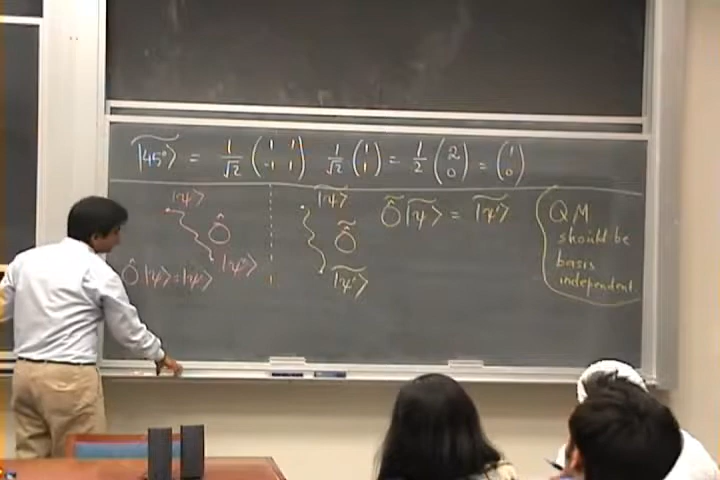 |45°⟩~ = 1/√2 (1 1 / -1 1) 1/√2 (1 / 1) = 1/2 (2 / 0) = (1 / 0)
|ψ⟩
Ô
|ψ'⟩
Ô |ψ⟩ = |ψ'⟩
|ψ⟩~
Ô~
|ψ'⟩~
Ô~ |ψ⟩~ = |ψ'⟩~
QM
should be
basis
independent